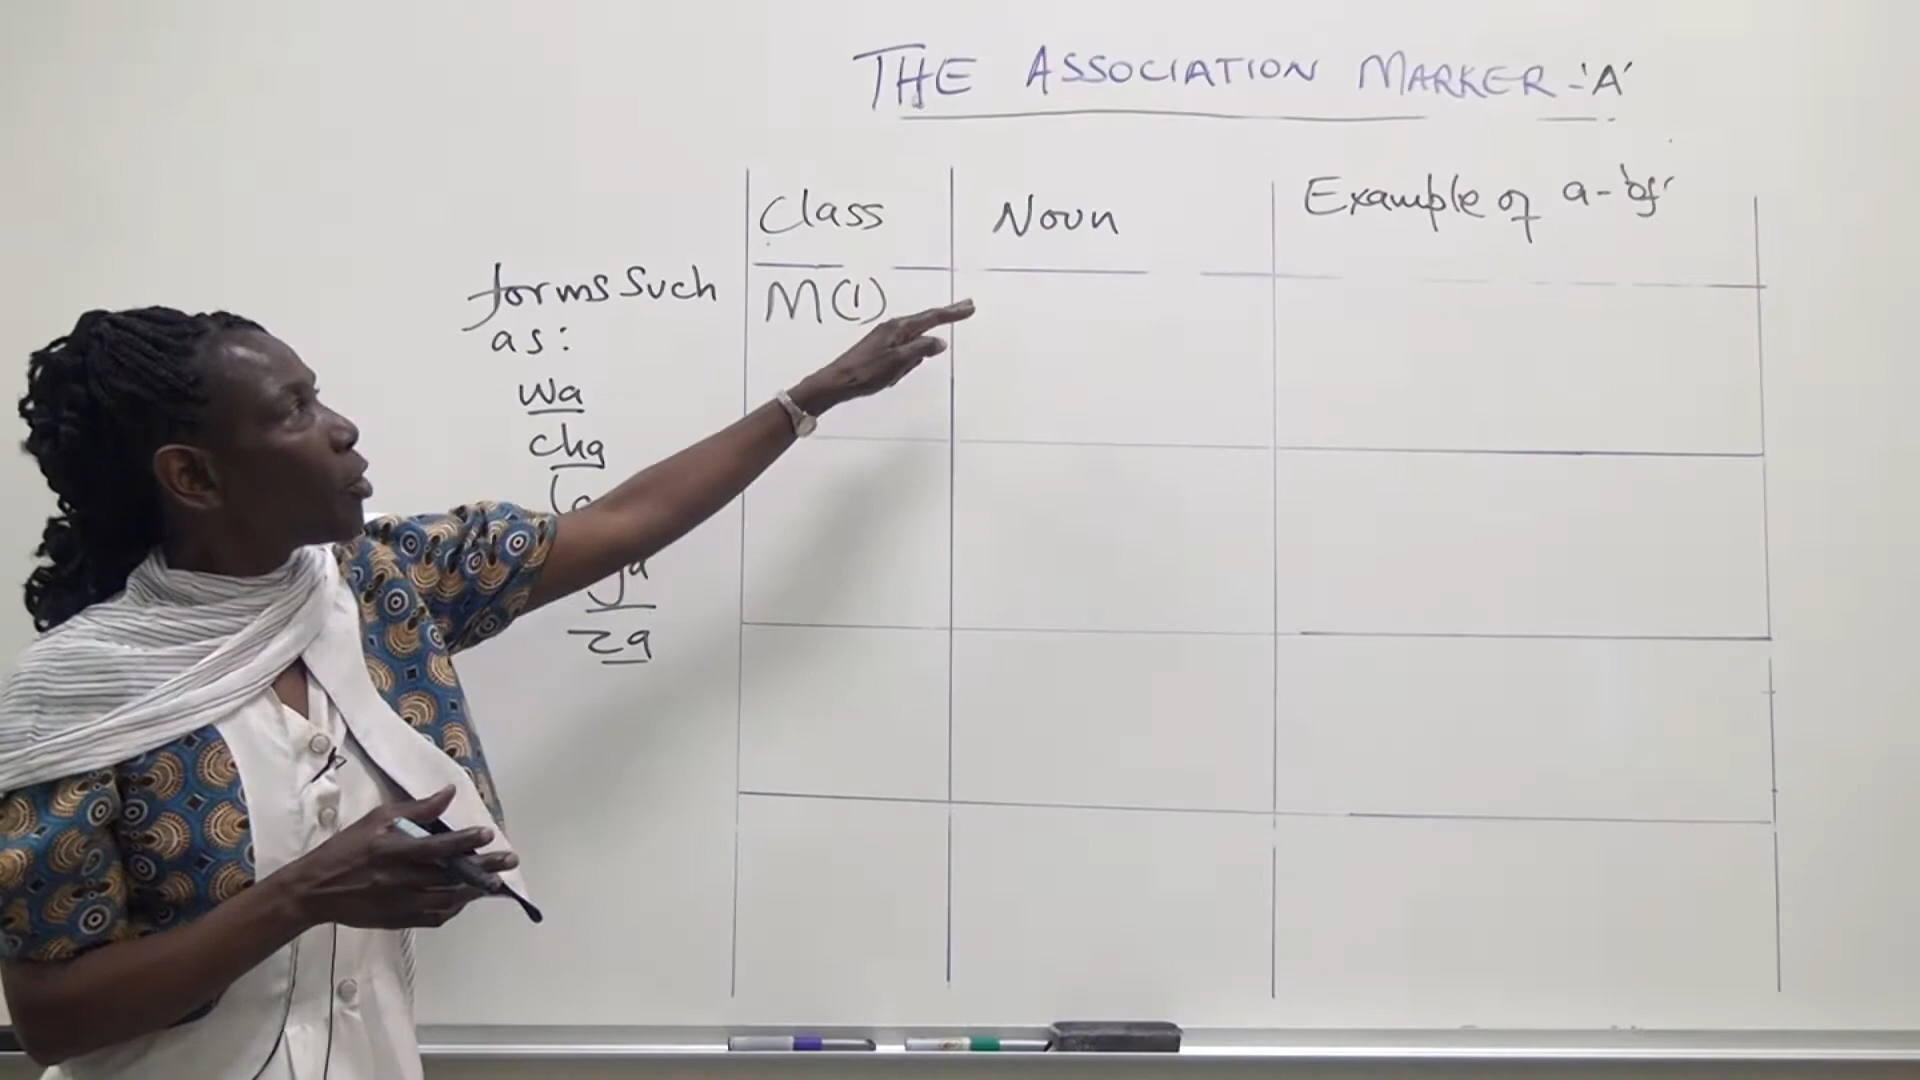 THE ASSOCIATION MARKER -'A'
Class
Noun
Example of a- 'of'
forms such
as:
M(1)
wa
cha
za